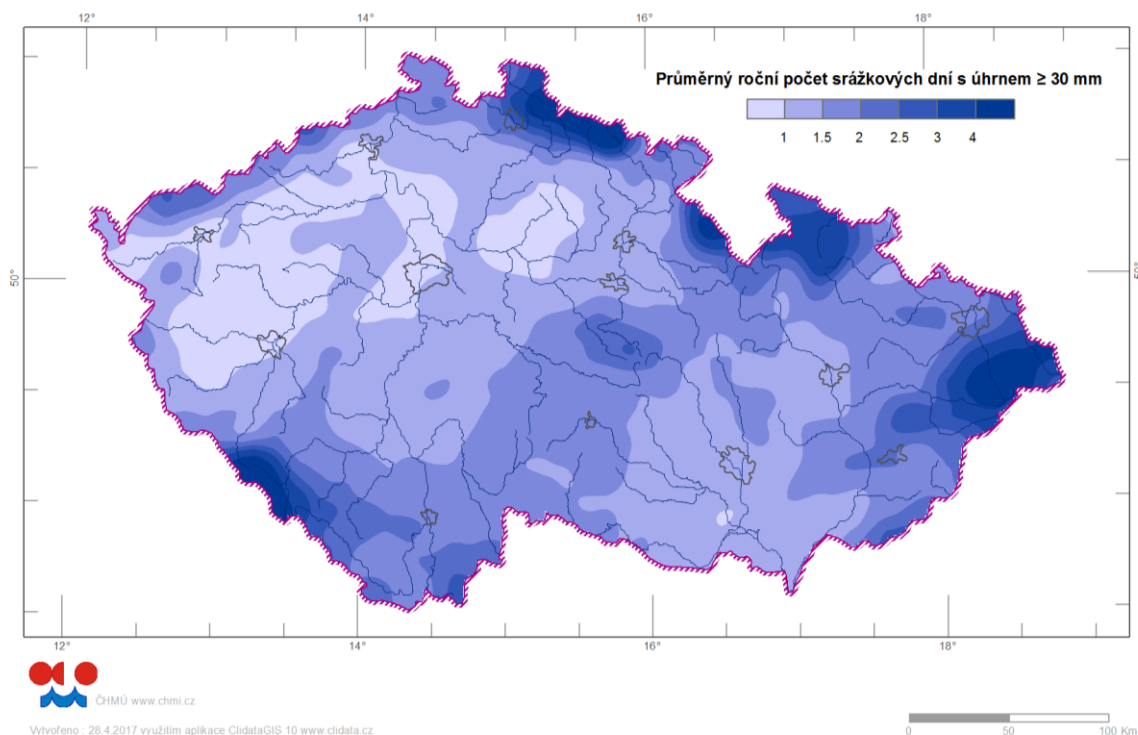 12° 14° 16° 18°
Průměrný roční počet srážkových dní s úhrnem ≥ 30 mm
1 1.5 2 2.5 3 4
50° 50°
12° 14° 16° 18°
ČHMÚ www.chmi.cz
Vytvořeno : 28.4.2017 využitím aplikace ClidataGIS 10 www.clidata.cz
0 50 100 Km